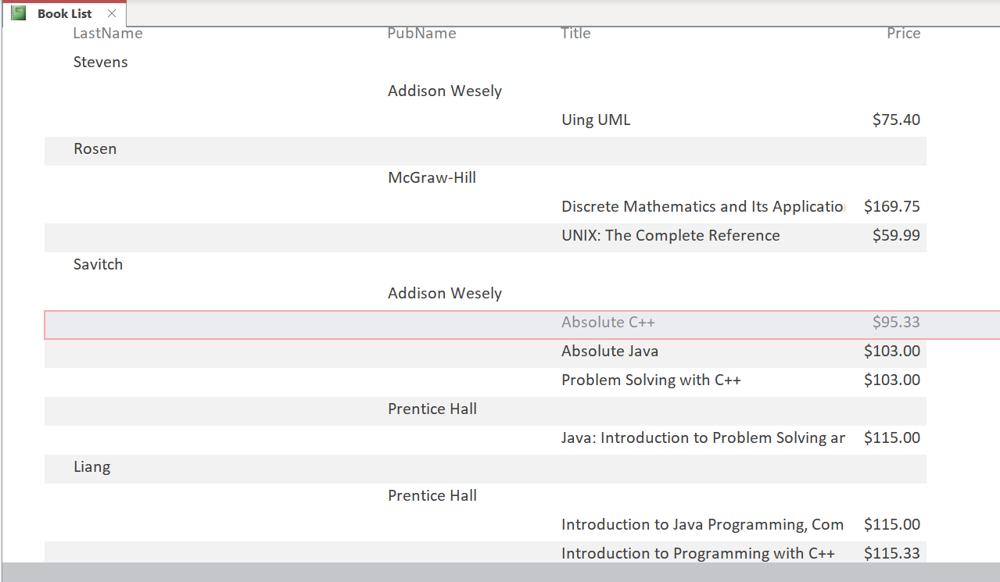 Book List
LastName PubName Title Price
Stevens
Addison Wesely
Uing UML $75.40
Rosen
McGraw-Hill
Discrete Mathematics and Its Applicatio $169.75
UNIX: The Complete Reference $59.99
Savitch
Addison Wesely
Absolute C++ $95.33
Absolute Java $103.00
Problem Solving with C++ $103.00
Prentice Hall
Java: Introduction to Problem Solving ar $115.00
Liang
Prentice Hall
Introduction to Java Programming, Com $115.00
Introduction to Programming with C++ $115.33